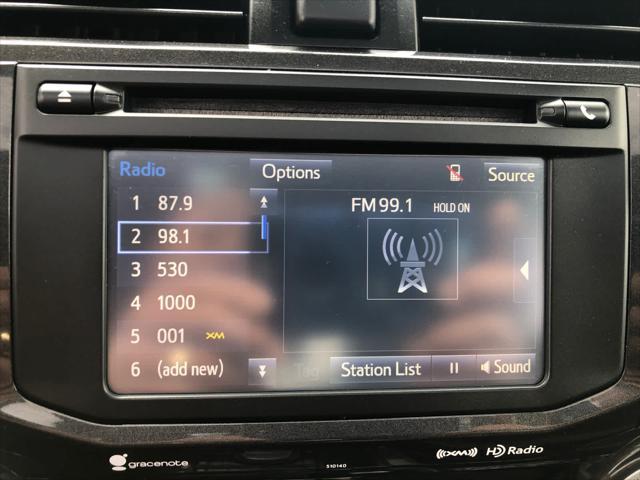 Radio Options Source
1 87.9
2 98.1
3 530
4 1000
5 001 XM
6 (add new)
FM 99.1 HOLD ON
Tag Station List Sound
gracenote
510140
((XM)) HD Radio